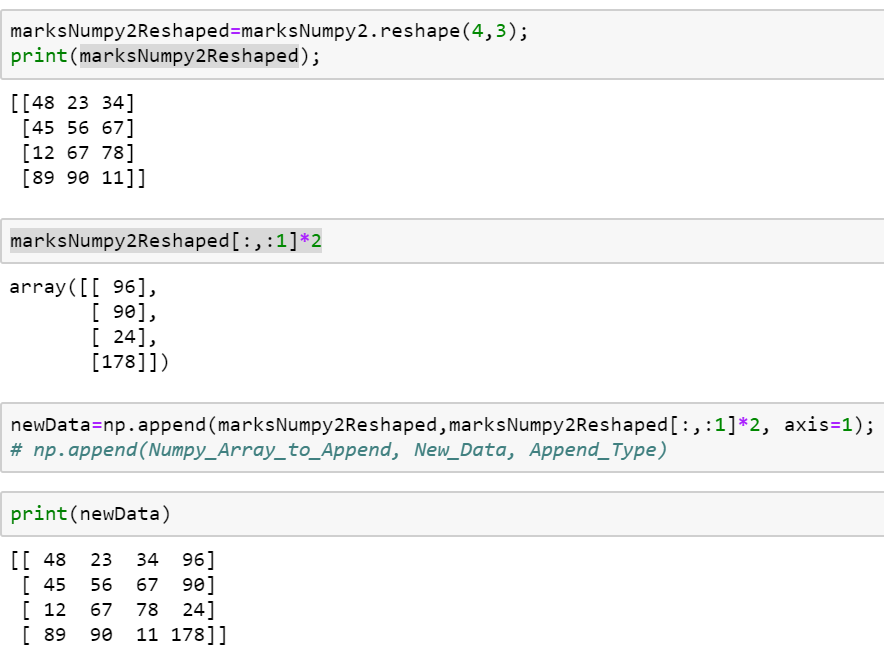 marksNumpy2Reshaped=marksNumpy2.reshape(4,3);
print(marksNumpy2Reshaped);
[[48 23 34]
 [45 56 67]
 [12 67 78]
 [89 90 11]]
marksNumpy2Reshaped[:,:1]*2
array([[ 96],
       [ 90],
       [ 24],
       [178]])
newData=np.append(marksNumpy2Reshaped,marksNumpy2Reshaped[:,:1]*2, axis=1);
# np.append(Numpy_Array_to_Append, New_Data, Append_Type)
print(newData)
[[ 48  23  34  96]
 [ 45  56  67  90]
 [ 12  67  78  24]
 [ 89  90  11 178]]